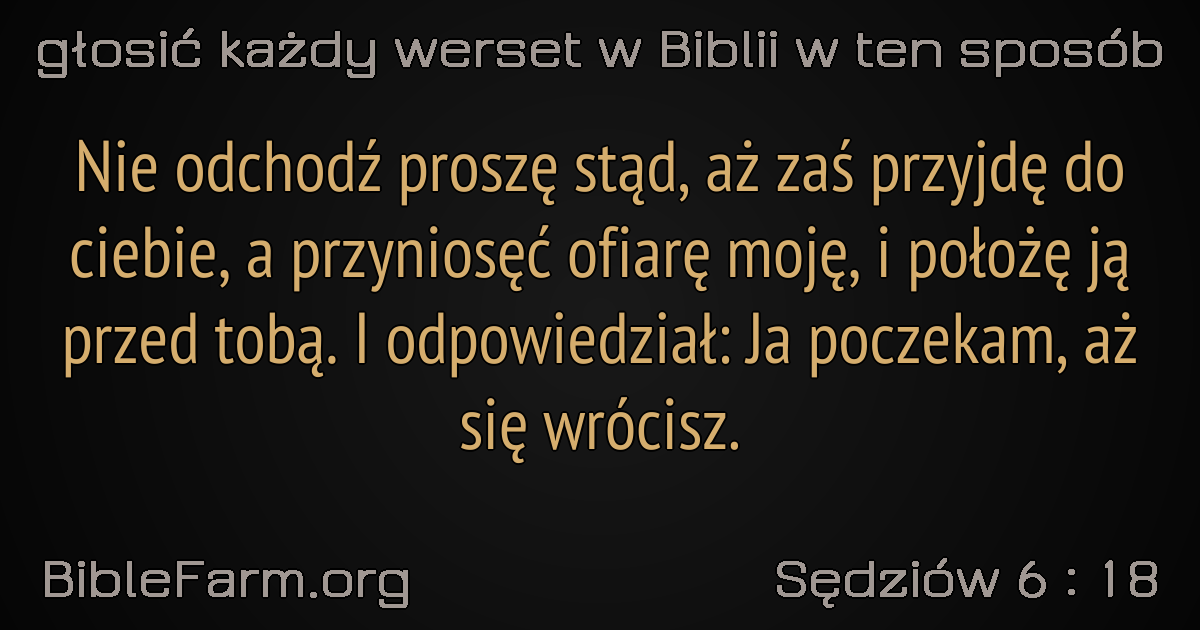 głosić każdy werset w Biblii w ten sposób
Nie odchodź proszę stąd, aż zaś przyjdę do
ciebie, a przyniosęć ofiarę moję, i położę ją
przed tobą. I odpowiedział: Ja poczekam, aż
się wrócisz.
BibleFarm.org
Sędziów 6 : 18